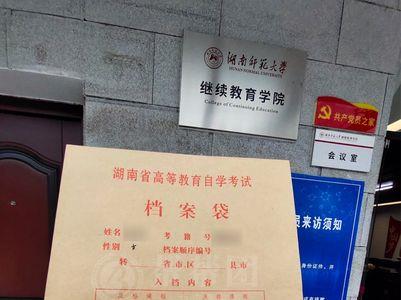 湖南师范大学
HUNAN NORMAL UNIVERSITY
继续教育学院
College of Continuing Education
共产党员之家
会议室
员来访须知
湖南省高等教育自学考试
档案袋
姓名 考籍号
性别 档案顺序编号
转 省市区 县市
入档内容